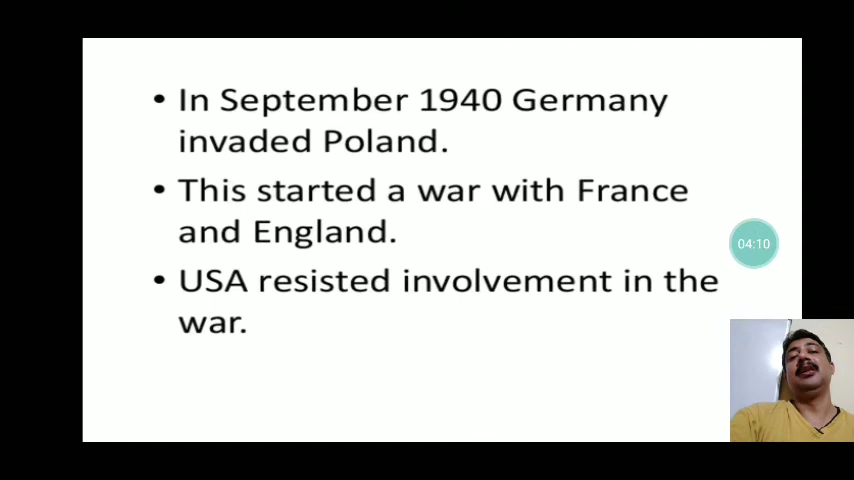 • In September 1940 Germany
invaded Poland.
• This started a war with France
and England.
• USA resisted involvement in the
war.
04:10